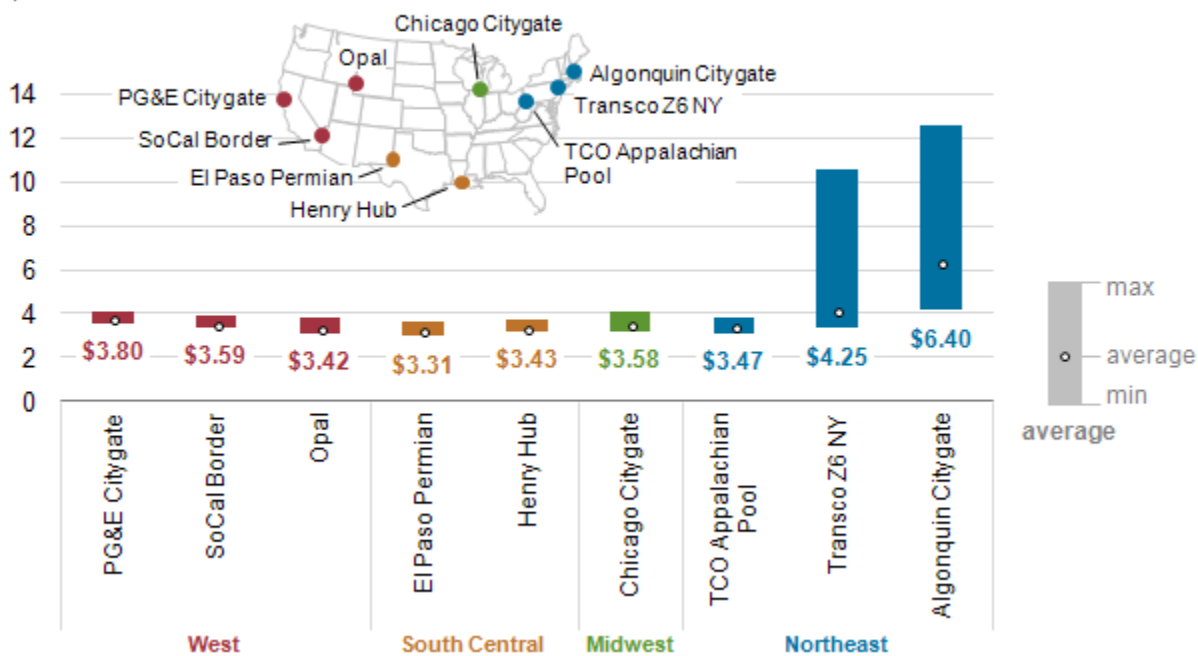 Chicago Citygate
Opal
Algonquin Citygate
PG&E Citygate
Transco Z6 NY
SoCal Border
TCO Appalachian
Pool
El Paso Permian
Henry Hub
14
12
10
8
6
4
2
0
$3.80
$3.59
$3.42
$3.31
$3.43
$3.58
$3.47
$4.25
$6.40
max
average
min
average
PG&E Citygate
SoCal Border
Opal
El Paso Permian
Henry Hub
Chicago Citygate
TCO Appalachian
Pool
Transco Z6 NY
Algonquin Citygate
West
South Central
Midwest
Northeast